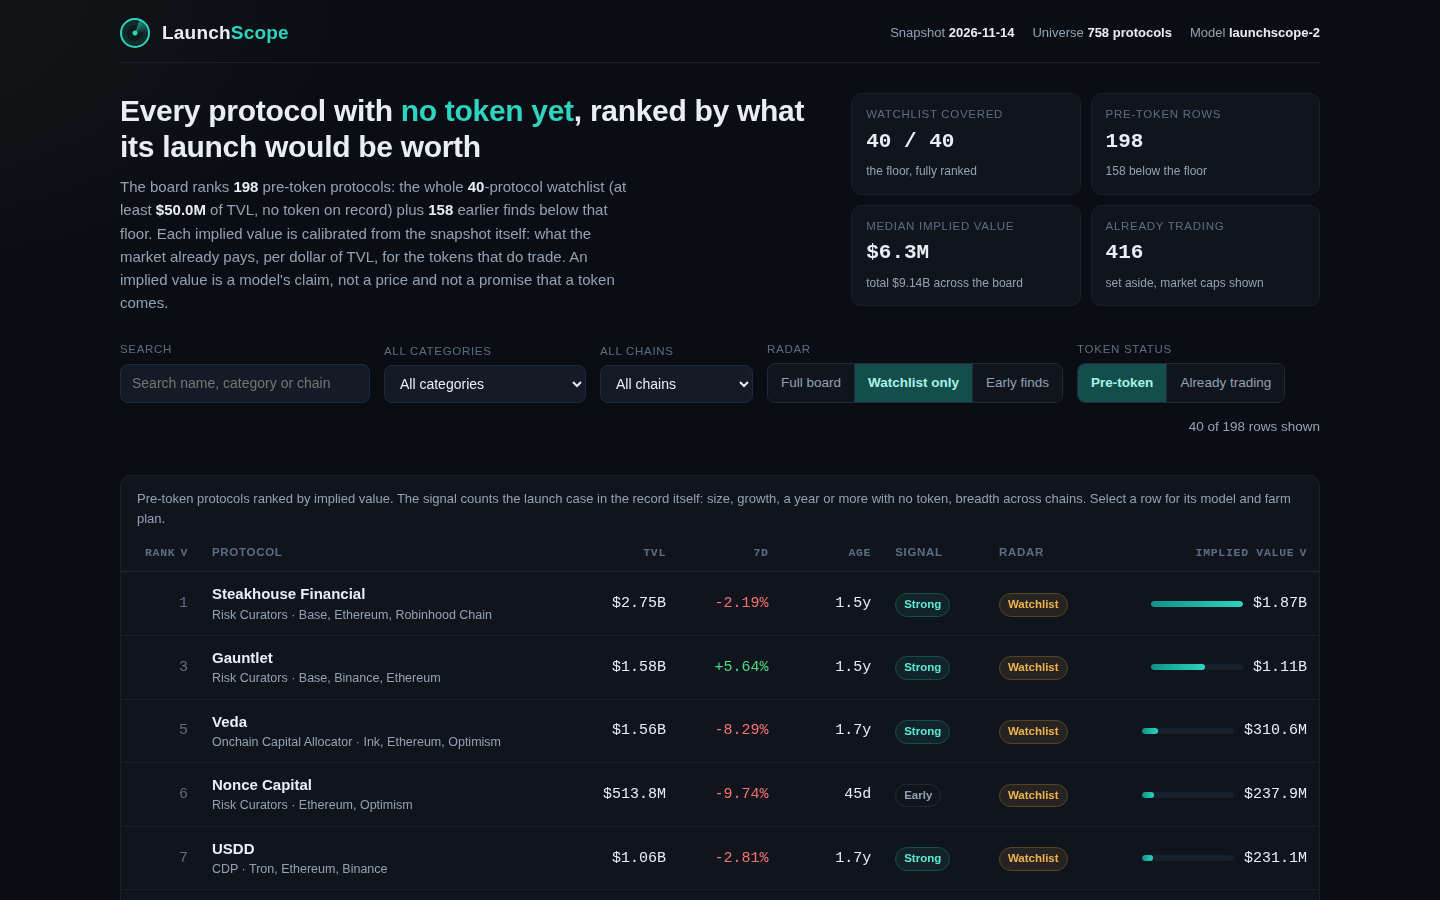 LaunchScope
Snapshot 2026-11-14 Universe 758 protocols Model launchscope-2
Every protocol with no token yet, ranked by what
its launch would be worth
The board ranks 198 pre-token protocols: the whole 40-protocol watchlist (at
least $50.0M of TVL, no token on record) plus 158 earlier finds below that
floor. Each implied value is calibrated from the snapshot itself: what the
market already pays, per dollar of TVL, for the tokens that do trade. An
implied value is a model's claim, not a price and not a promise that a token
comes.
WATCHLIST COVERED
40 / 40
the floor, fully ranked
PRE-TOKEN ROWS
198
158 below the floor
MEDIAN IMPLIED VALUE
$6.3M
total $9.14B across the board
ALREADY TRADING
416
set aside, market caps shown
SEARCH
Search name, category or chain
ALL CATEGORIES
All categories
ALL CHAINS
All chains
RADAR
Full board Watchlist only Early finds
TOKEN STATUS
Pre-token Already trading
40 of 198 rows shown
Pre-token protocols ranked by implied value. The signal counts the launch case in the record itself: size, growth, a year or more with no token, breadth across chains. Select a row for its model and farm
plan.
RANK V PROTOCOL TVL 7D AGE SIGNAL RADAR IMPLIED VALUE V
1 Steakhouse Financial $2.75B -2.19% 1.5y Strong Watchlist $1.87B
Risk Curators · Base, Ethereum, Robinhood Chain
3 Gauntlet $1.58B +5.64% 1.5y Strong Watchlist $1.11B
Risk Curators · Base, Binance, Ethereum
5 Veda $1.56B -8.29% 1.7y Strong Watchlist $310.6M
Onchain Capital Allocator · Ink, Ethereum, Optimism
6 Nonce Capital $513.8M -9.74% 45d Early Watchlist $237.9M
Risk Curators · Ethereum, Optimism
7 USDD $1.06B -2.81% 1.7y Strong Watchlist $231.1M
CDP · Tron, Ethereum, Binance